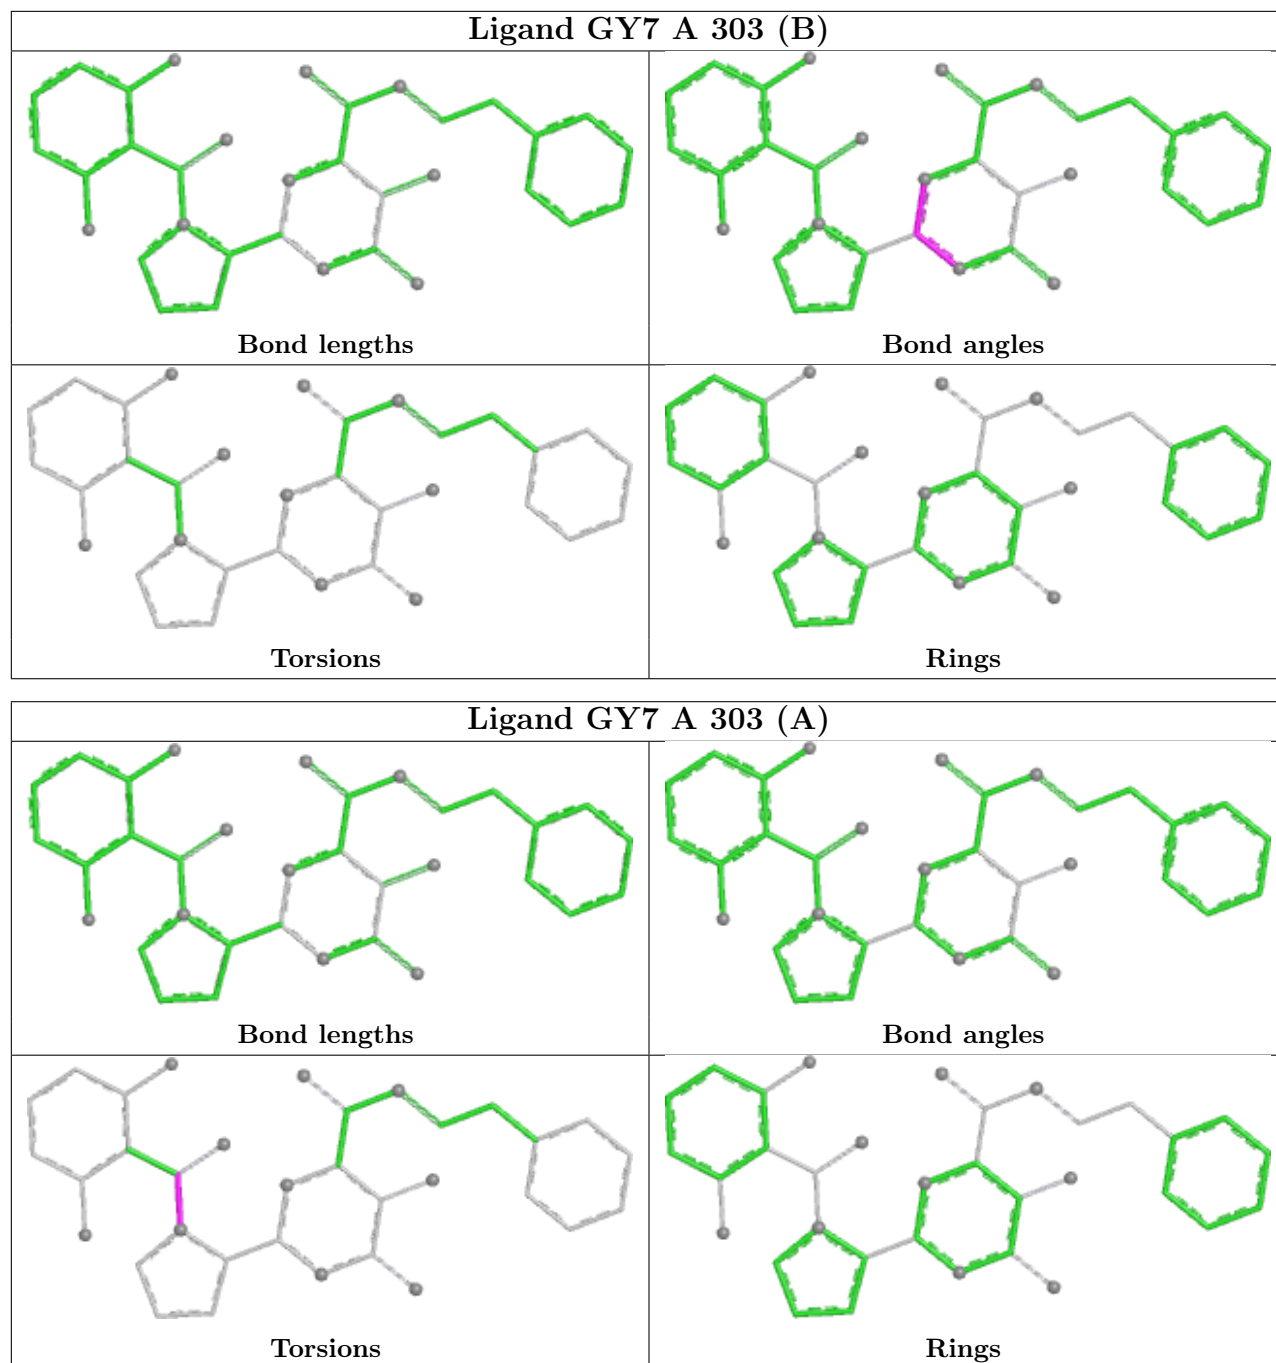 Ligand GY7 A 303 (B)
Bond lengths
Bond angles
Torsions
Rings
Ligand GY7 A 303 (A)
Bond lengths
Bond angles
Torsions
Rings